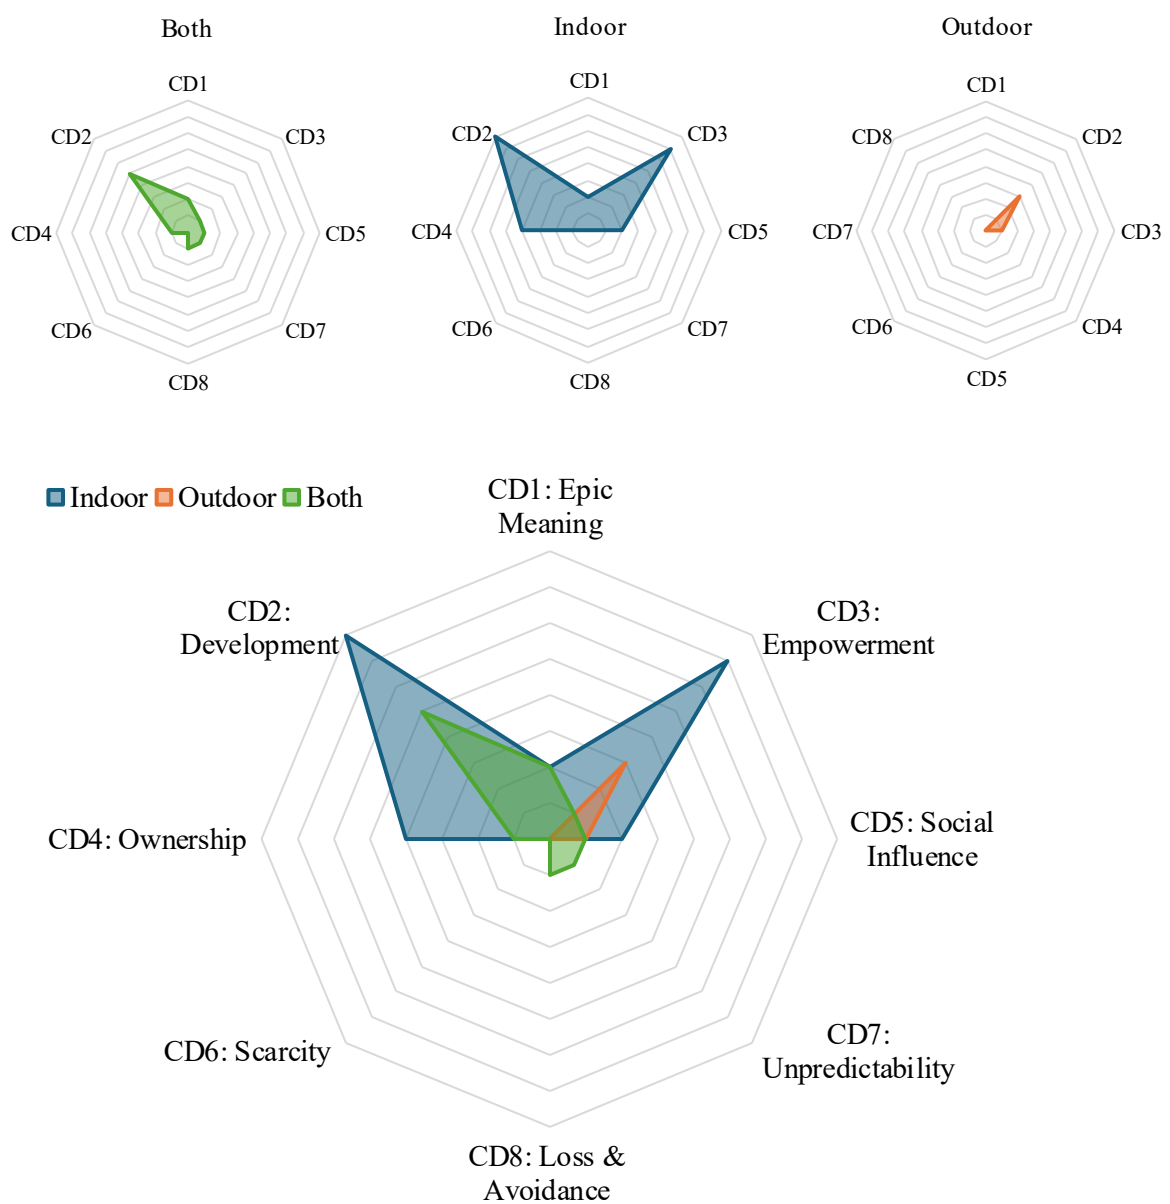 Both
Indoor
Outdoor
CD1
CD2
CD3
CD4
CD5
CD6
CD7
CD8
CD1
CD2
CD3
CD4
CD5
CD6
CD7
CD8
CD1
CD8
CD2
CD7
CD3
CD6
CD4
CD5
Indoor Outdoor Both
CD1: Epic
Meaning
CD2:
Development
CD3:
Empowerment
CD4: Ownership
CD5: Social
Influence
CD6: Scarcity
CD7:
Unpredictability
CD8: Loss &
Avoidance